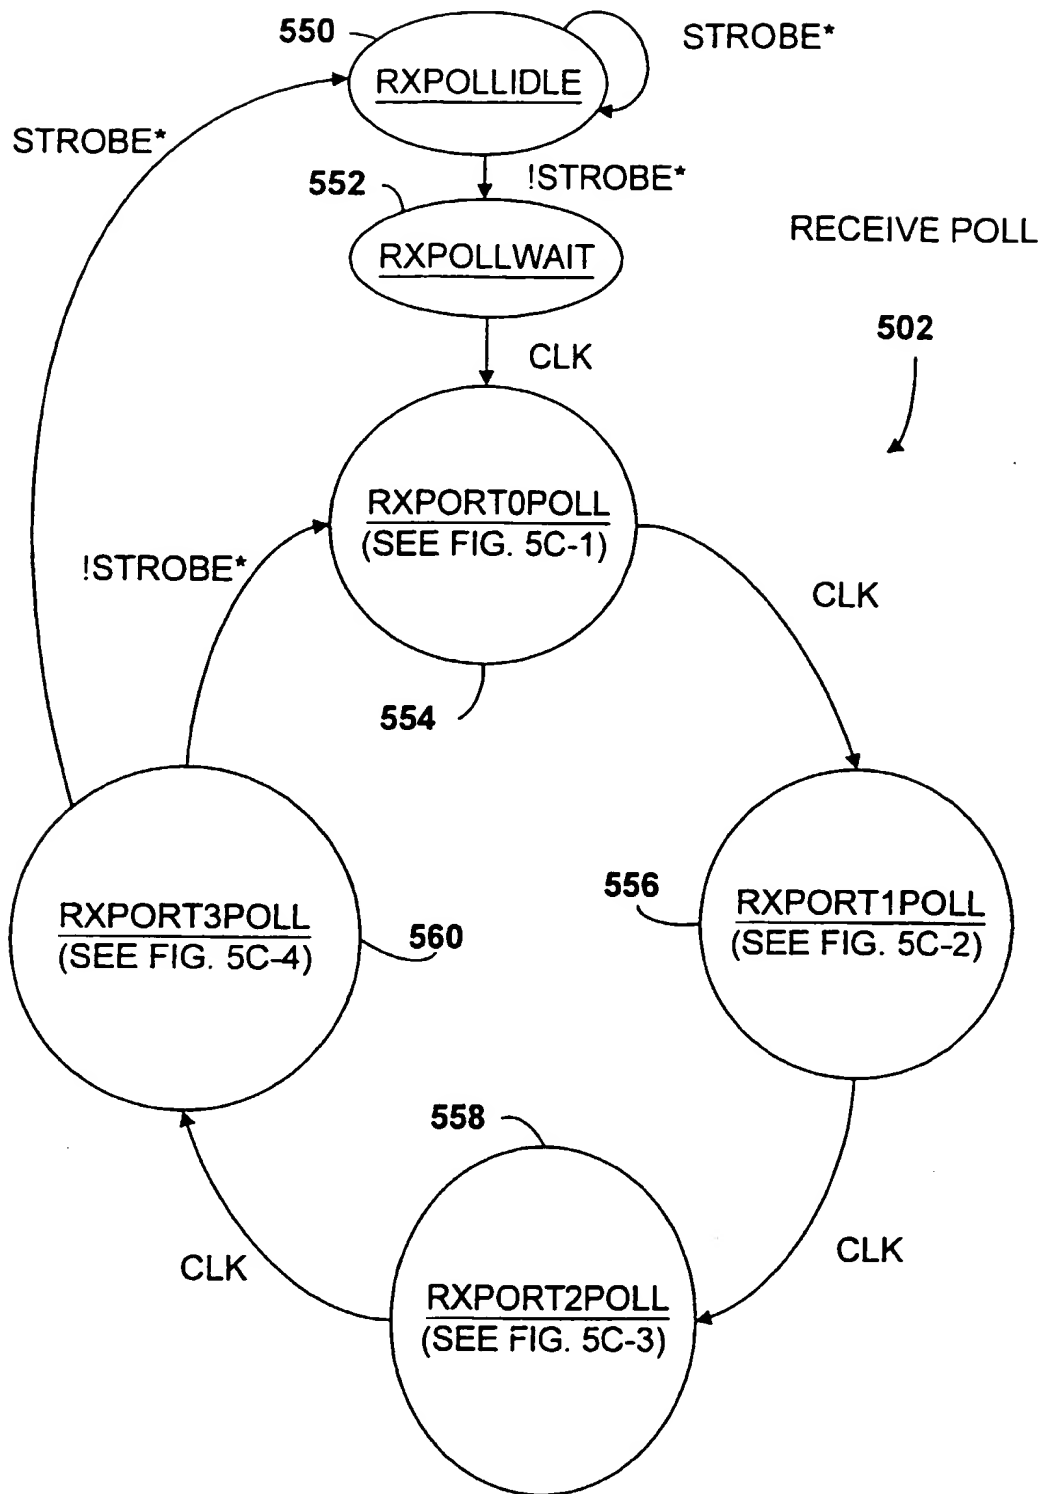 550
STROBE*
RXPOLLIDLE
STROBE*
!STROBE*
552
RXPOLLWAIT
RECEIVE POLL
502
CLK
RXPORT0POLL
(SEE FIG. 5C-1)
!STROBE*
CLK
554
556
RXPORT1POLL
(SEE FIG. 5C-2)
RXPORT3POLL
(SEE FIG. 5C-4)
560
558
CLK
CLK
RXPORT2POLL
(SEE FIG. 5C-3)